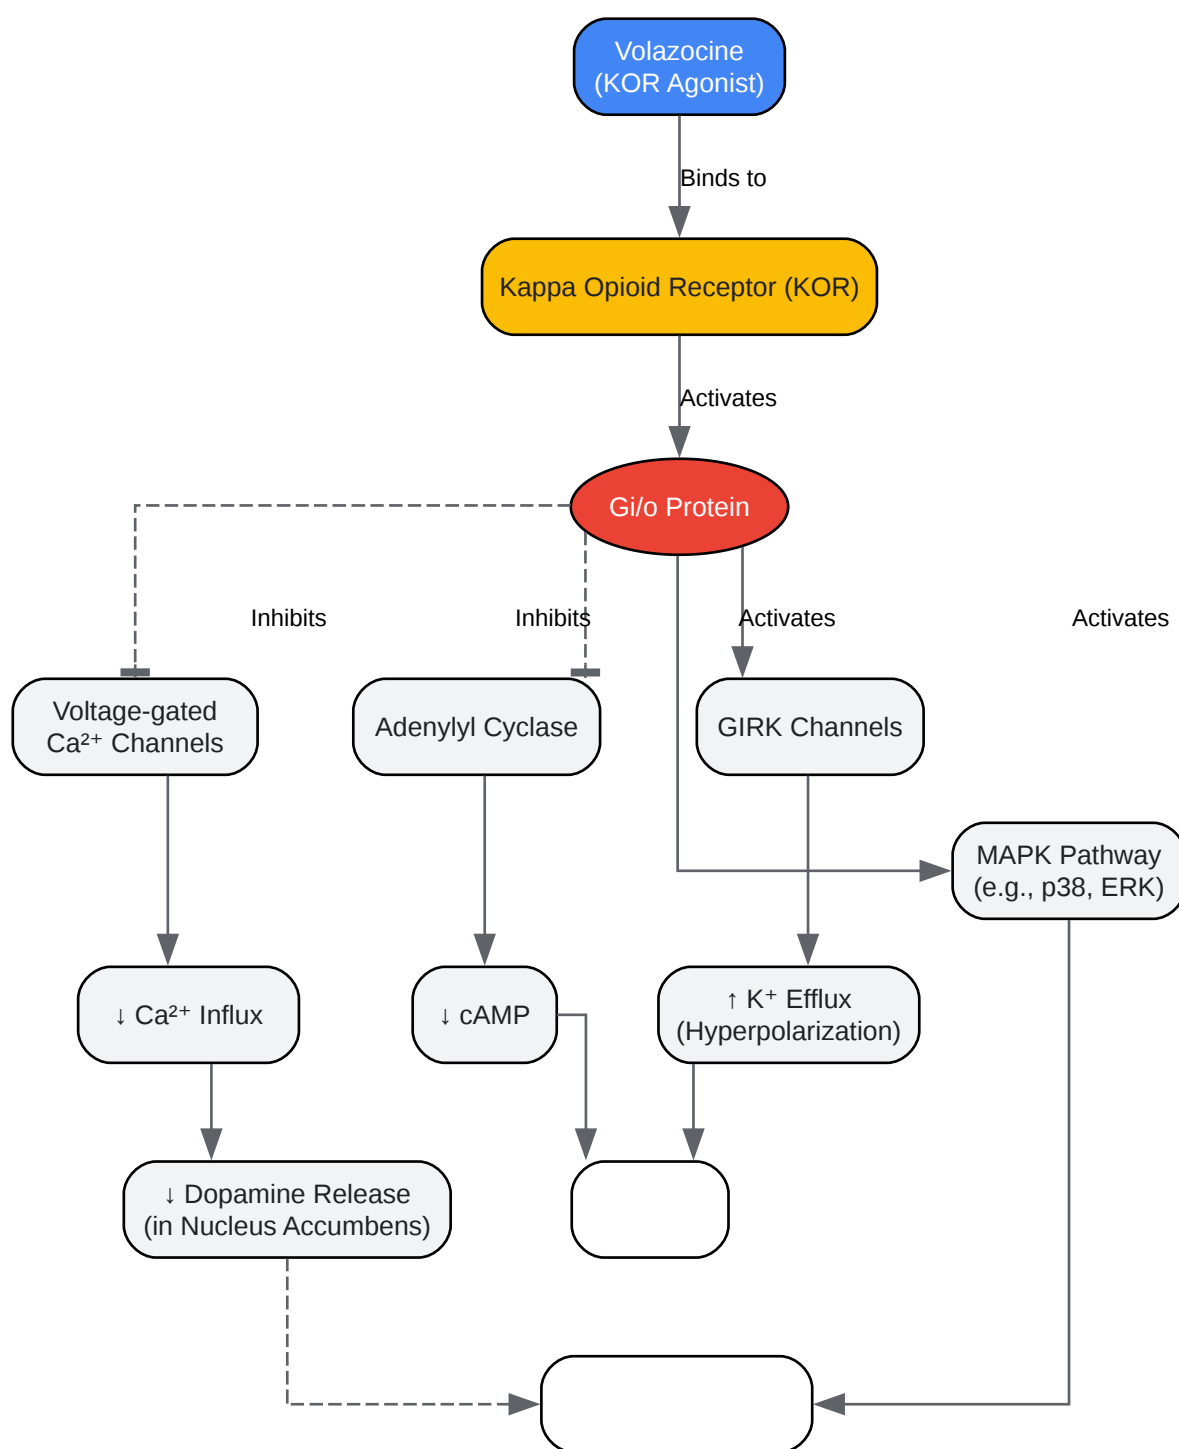 Volazocine
(KOR Agonist)
Binds to
Kappa Opioid Receptor (KOR)
Activates
Gi/o Protein
Inhibits
Inhibits
Activates
Activates
Voltage-gated
Ca²⁺ Channels
Adenylyl Cyclase
GIRK Channels
MAPK Pathway
(e.g., p38, ERK)
↓ Ca²⁺ Influx
↓ cAMP
↑ K⁺ Efflux
(Hyperpolarization)
↓ Dopamine Release
(in Nucleus Accumbens)